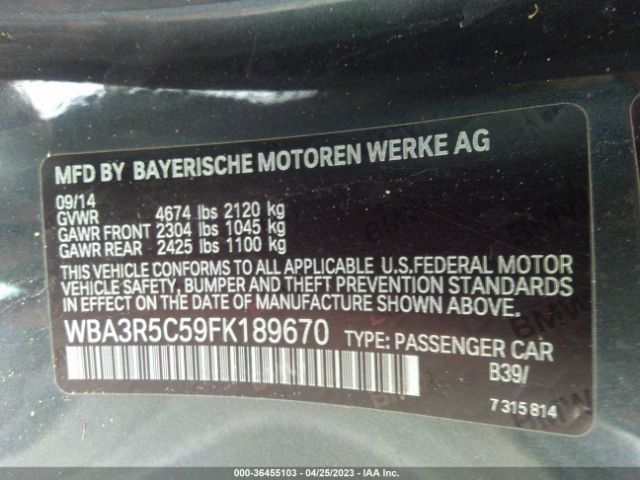 MFD BY BAYERISCHE MOTOREN WERKE AG
09/14
GVWR 4674 lbs 2120 kg
GAWR FRONT 2304 lbs 1045 kg
GAWR REAR 2425 lbs 1100 kg
THIS VEHICLE CONFORMS TO ALL APPLICABLE U.S.FEDERAL MOTOR
VEHICLE SAFETY, BUMPER AND THEFT PREVENTION STANDARDS
IN EFFECT ON THE DATE OF MANUFACTURE SHOWN ABOVE.
WBA3R5C59FK189670 TYPE: PASSENGER CAR
B39/
7 315 814
000-36455103 - 04/25/2023 - IAA Inc.